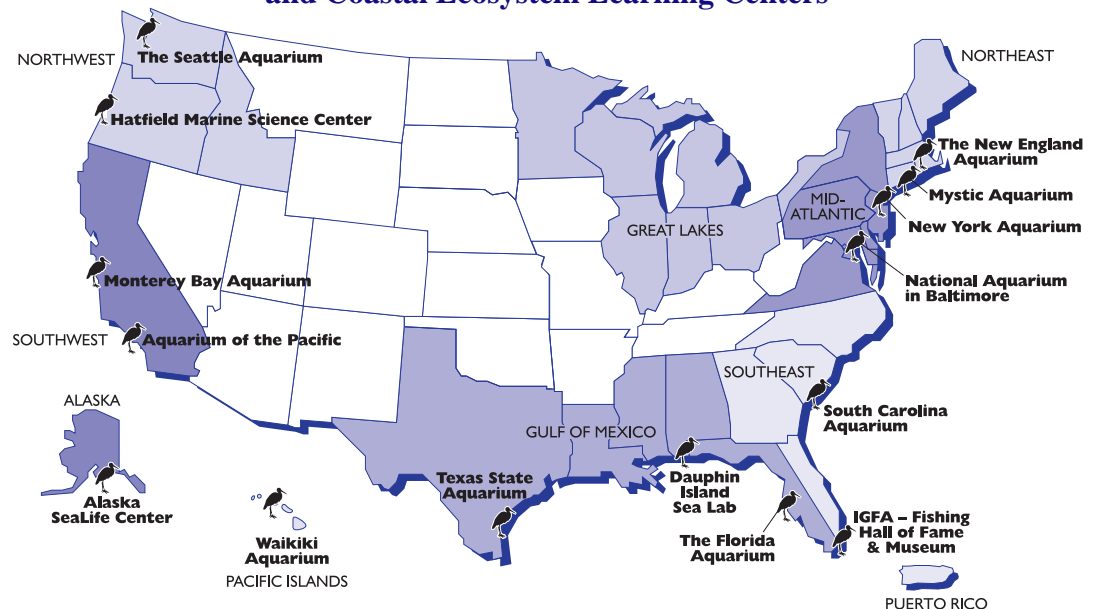 and Coastal Ecosystem Learning Centers
NORTHWEST
The Seattle Aquarium
NORTHEAST
Hatfield Marine Science Center
The New England
Aquarium
Mystic Aquarium
MID-
ATLANTIC
New York Aquarium
GREAT LAKES
National Aquarium
in Baltimore
Monterey Bay Aquarium
SOUTHWEST
Aquarium of the Pacific
SOUTHEAST
ALASKA
South Carolina
Aquarium
GULF OF MEXICO
Alaska
SeaLife Center
Texas State
Aquarium
Dauphin
Island
Sea Lab
Waikiki
Aquarium
PACIFIC ISLANDS
The Florida
Aquarium
IGFA – Fishing
Hall of Fame
& Museum
PUERTO RICO